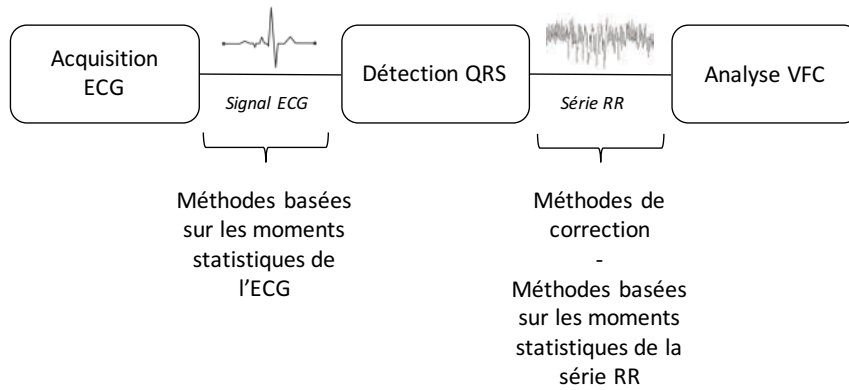 Acquisition
ECG
Signal ECG
Détection QRS
Série RR
Analyse VFC
Méthodes basées
sur les moments
statistiques de
l'ECG
Méthodes de
correction
-
Méthodes basées
sur les moments
statistiques de la
série RR